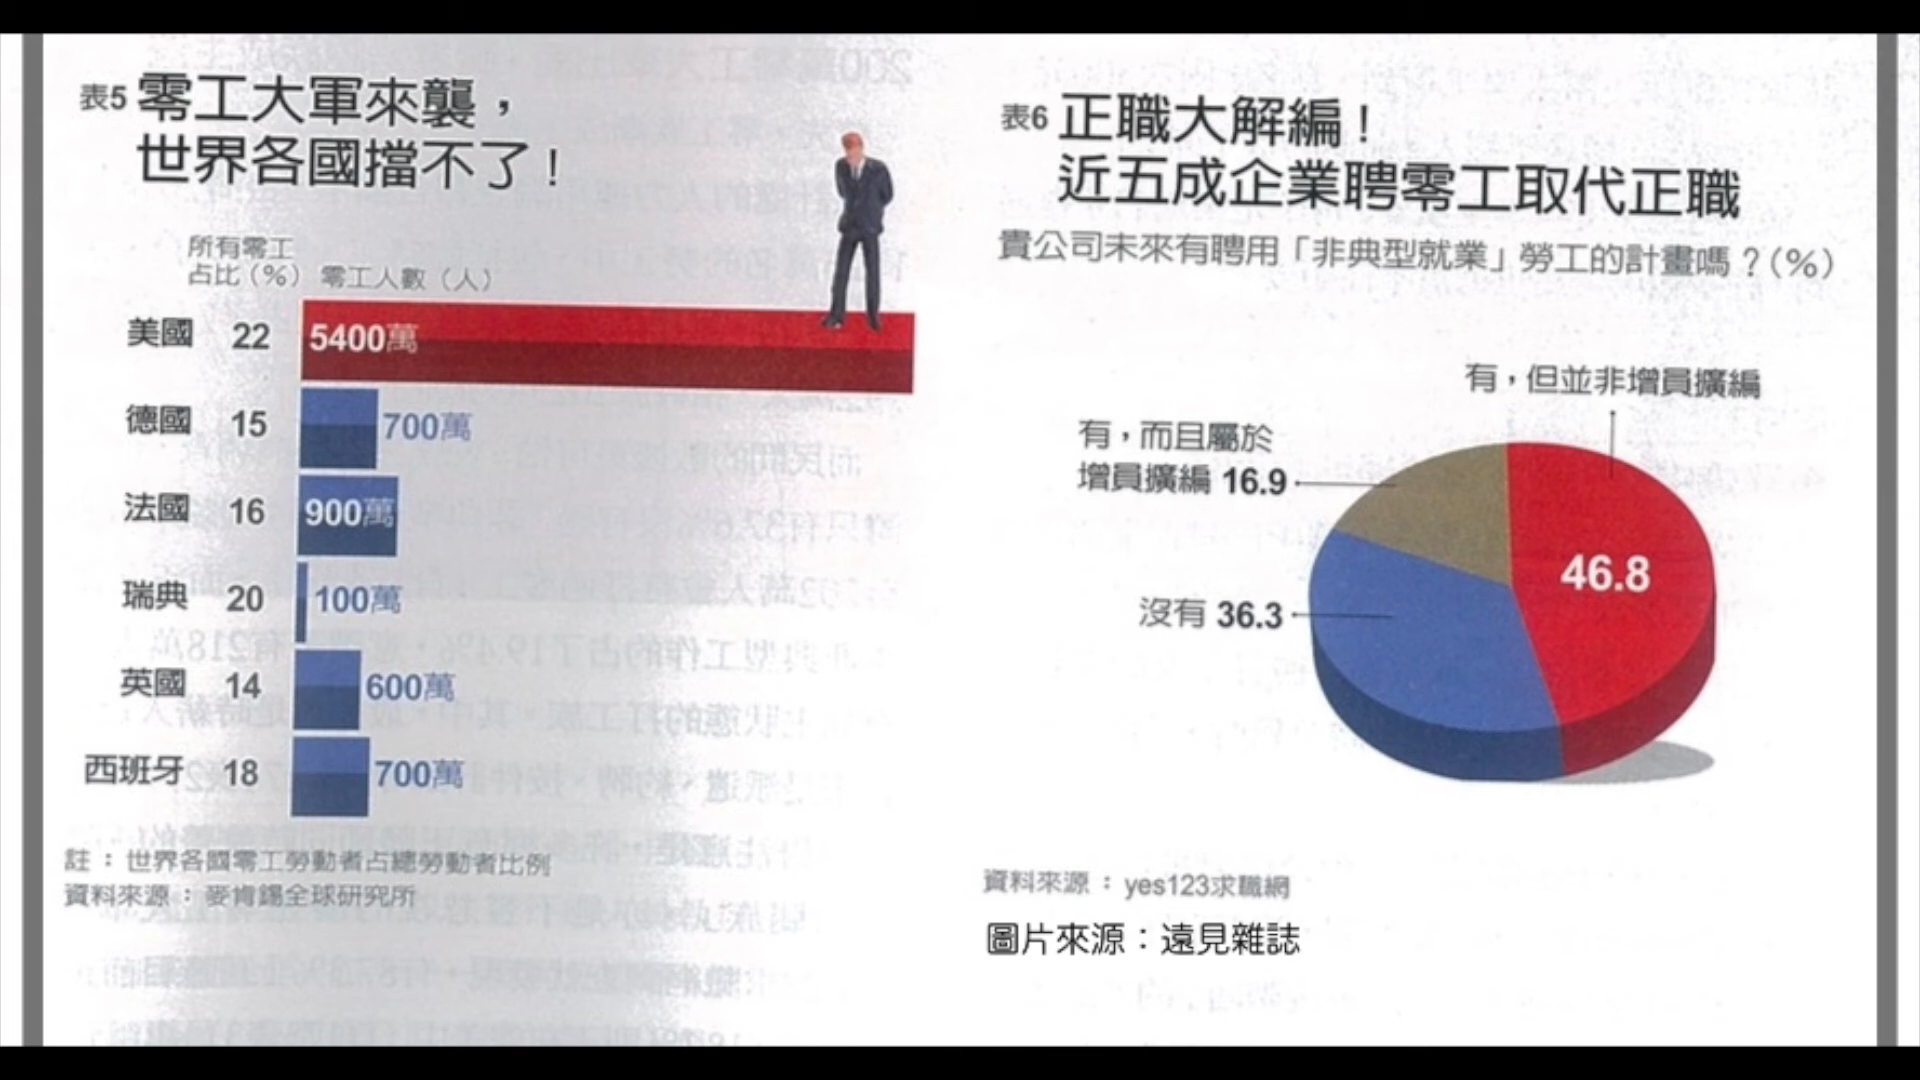 表5 零工大軍來襲，
世界各國擋不了！
所有零工
占比（%） 零工人數（人）
美國 22 5400萬
德國 15 700萬
法國 16 900萬
瑞典 20 100萬
英國 14 600萬
西班牙 18 700萬
註：世界各國零工勞動者占總勞動者比例
資料來源：麥肯錫全球研究所
表6 正職大解編！
近五成企業聘零工取代正職
貴公司未來有聘用「非典型就業」勞工的計畫嗎？（%）
有，但並非增員擴編
46.8
有，而且屬於
增員擴編 16.9
沒有 36.3
資料來源：yes123求職網
圖片來源：遠見雜誌